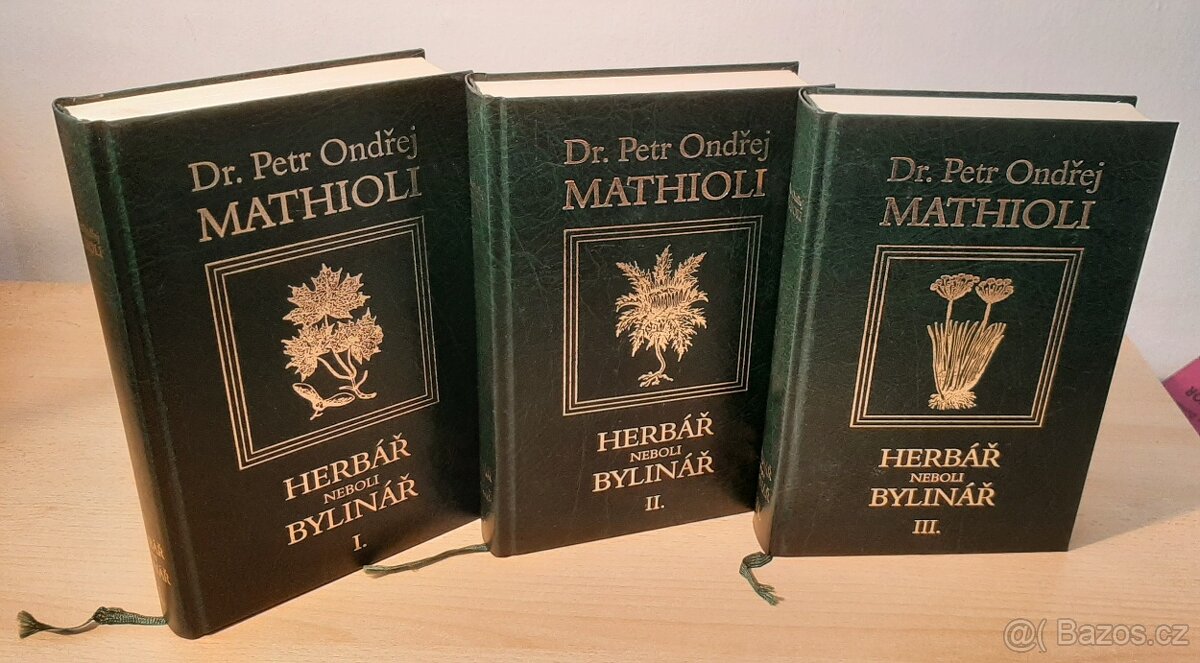 Dr. Petr Ondřej
MATHIOLI
HERBÁŘ
NEBOLI
BYLINÁŘ
I.
Dr. Petr Ondřej
MATHIOLI
HERBÁŘ
NEBOLI
BYLINÁŘ
II.
Dr. Petr Ondřej
MATHIOLI
HERBÁŘ
NEBOLI
BYLINÁŘ
III.
@( Bazos.cz